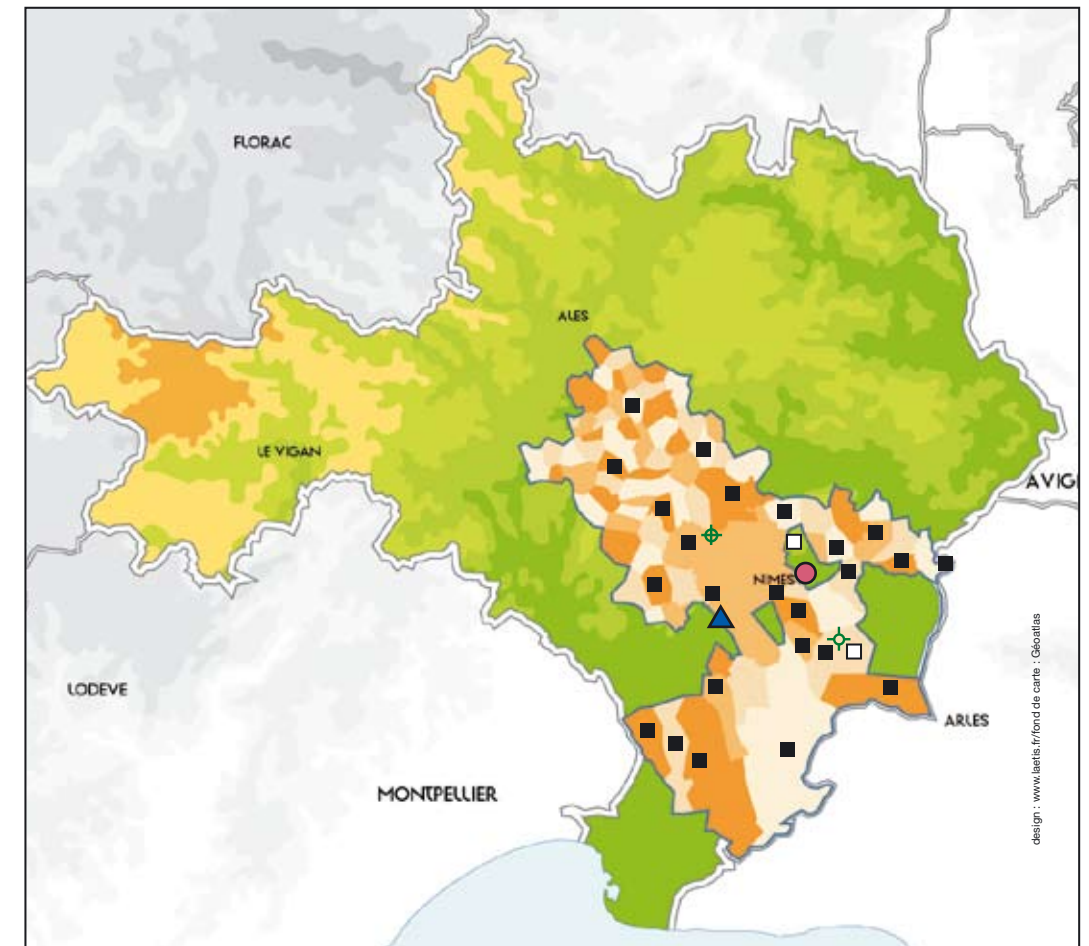 FLORAC
ALES
LE VIGAN
AVIG
NIMES
LODEVE
ARLES
MONTPELLIER
design : www.laetis.fr/fond de carte : Géoatlas